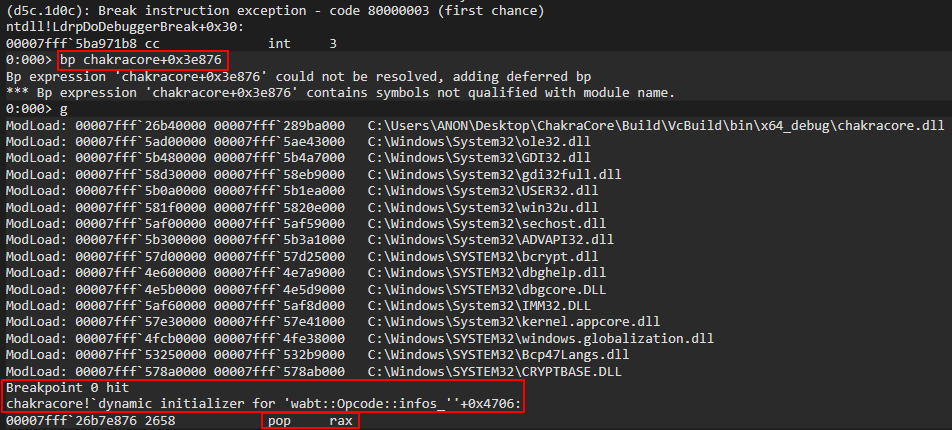 (d5c.1d0c): Break instruction exception - code 80000003 (first chance)
ntdll!LdrpDoDebuggerBreak+0x30:
00007fff`5ba971b8 cc              int     3
0:000> bp chakracore+0x3e876
Bp expression 'chakracore+0x3e876' could not be resolved, adding deferred bp
*** Bp expression 'chakracore+0x3e876' contains symbols not qualified with module name.
0:000> g
ModLoad: 00007fff`26b40000 00007fff`289ba000   C:\Users\ANON\Desktop\ChakraCore\Build\VcBuild\bin\x64_debug\chakracore.dll
ModLoad: 00007fff`5ad00000 00007fff`5ae43000   C:\Windows\System32\ole32.dll
ModLoad: 00007fff`5b480000 00007fff`5b4a7000   C:\Windows\System32\GDI32.dll
ModLoad: 00007fff`58d30000 00007fff`58eb9000   C:\Windows\System32\gdi32full.dll
ModLoad: 00007fff`5b0a0000 00007fff`5b1ea000   C:\Windows\System32\USER32.dll
ModLoad: 00007fff`581f0000 00007fff`5820e000   C:\Windows\System32\win32u.dll
ModLoad: 00007fff`5af00000 00007fff`5af59000   C:\Windows\System32\sechost.dll
ModLoad: 00007fff`5b300000 00007fff`5b3a1000   C:\Windows\System32\ADVAPI32.dll
ModLoad: 00007fff`57d00000 00007fff`57d25000   C:\Windows\SYSTEM32\bcrypt.dll
ModLoad: 00007fff`4e600000 00007fff`4e7a9000   C:\Windows\SYSTEM32\dbghelp.dll
ModLoad: 00007fff`4e5b0000 00007fff`4e5d9000   C:\Windows\SYSTEM32\dbgcore.DLL
ModLoad: 00007fff`5af60000 00007fff`5af8d000   C:\Windows\System32\IMM32.DLL
ModLoad: 00007fff`57e30000 00007fff`57e41000   C:\Windows\System32\kernel.appcore.dll
ModLoad: 00007fff`4fcb0000 00007fff`4fe38000   C:\Windows\SYSTEM32\windows.globalization.dll
ModLoad: 00007fff`53250000 00007fff`532b9000   C:\Windows\SYSTEM32\Bcp47Langs.dll
ModLoad: 00007fff`578a0000 00007fff`578ab000   C:\Windows\SYSTEM32\CRYPTBASE.DLL
Breakpoint 0 hit
chakracore!`dynamic initializer for 'wabt::Opcode::infos_''+0x4706:
00007fff`26b7e876 2658            pop     rax